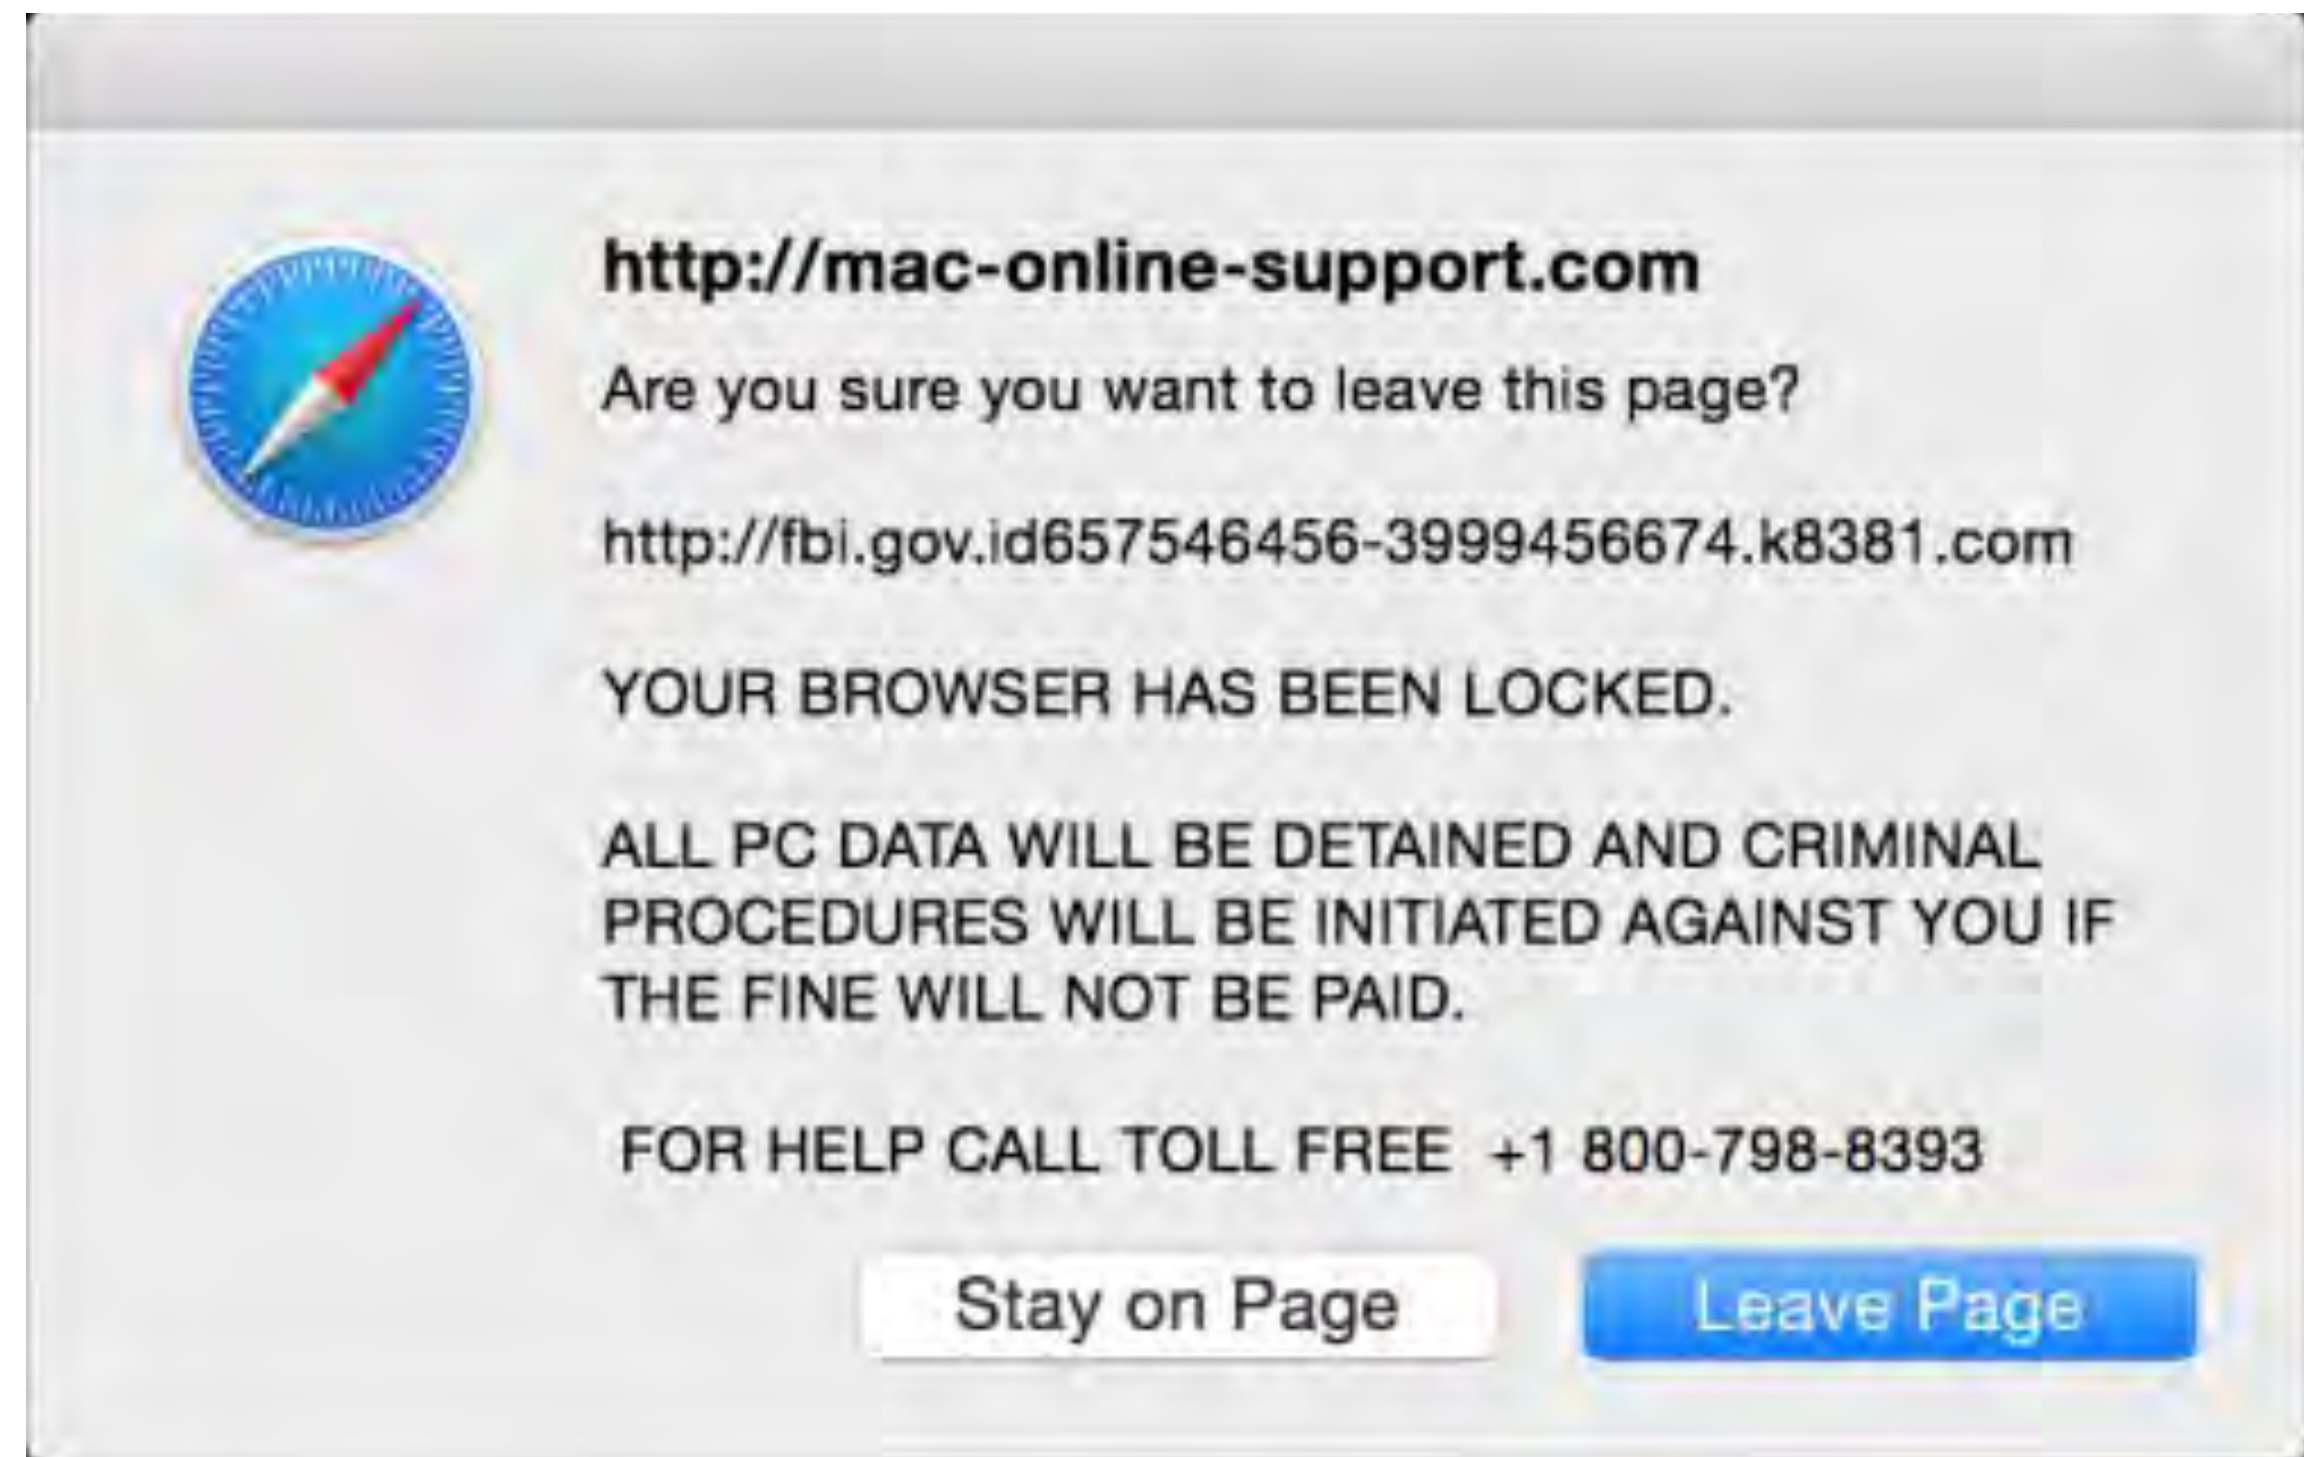 http://mac-online-support.com
Are you sure you want to leave this page?
http://fbi.gov.id657546456-3999456674.k8381.com
YOUR BROWSER HAS BEEN LOCKED.
ALL PC DATA WILL BE DETAINED AND CRIMINAL
PROCEDURES WILL BE INITIATED AGAINST YOU IF
THE FINE WILL NOT BE PAID.
FOR HELP CALL TOLL FREE +1 800-798-8393
Stay on Page
Leave Page